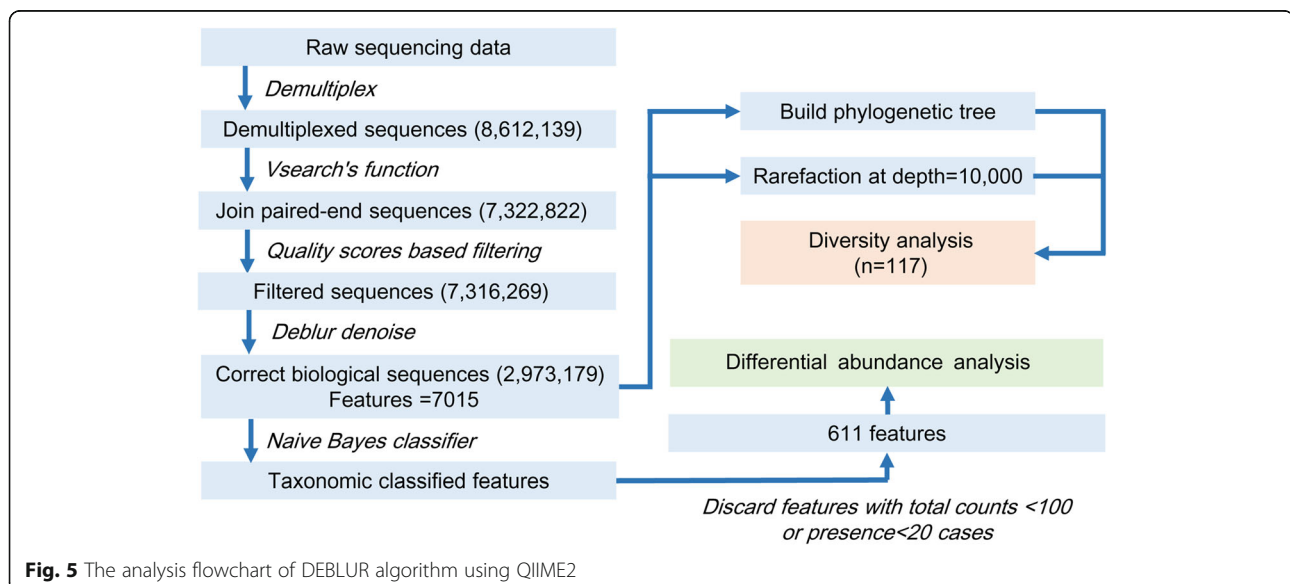 Raw sequencing data
Demultiplex
Demultiplexed sequences (8,612,139)
Vsearch's function
Join paired-end sequences (7,322,822)
Quality scores based filtering
Filtered sequences (7,316,269)
Deblur denoise
Correct biological sequences (2,973,179)
Features =7015
Naive Bayes classifier
Taxonomic classified features
Build phylogenetic tree
Rarefaction at depth=10,000
Diversity analysis
(n=117)
Differential abundance analysis
611 features
Discard features with total counts <100
or presence<20 cases
Fig. 5 The analysis flowchart of DEBLUR algorithm using QIIME2